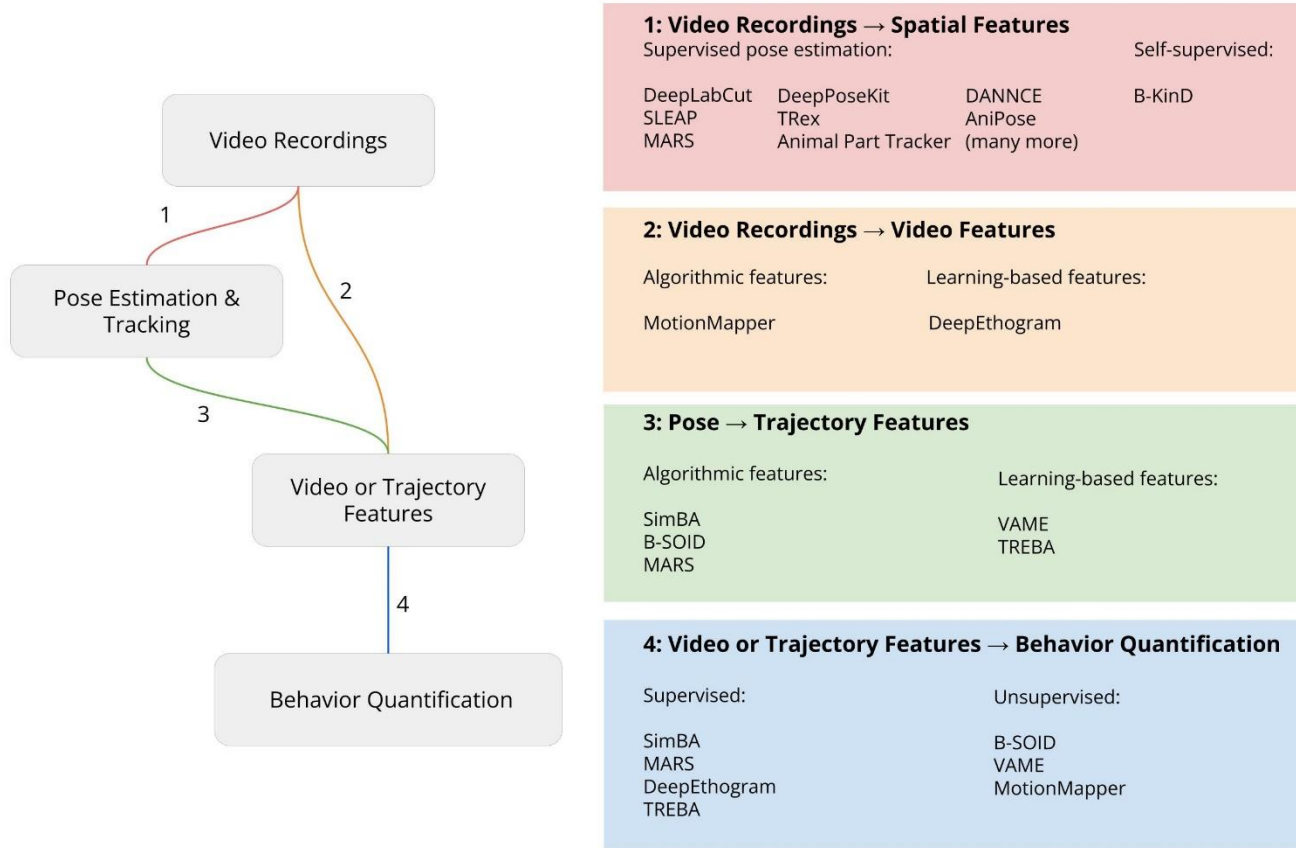 Video Recordings
1
2
Pose Estimation &
Tracking
3
Video or Trajectory
Features
4
Behavior Quantification
1: Video Recordings → Spatial Features
Supervised pose estimation:
DeepLabCut
SLEAP
MARS
DeepPoseKit
TRex
Animal Part Tracker
DANNCE
AniPose
(many more)
Self-supervised:
B-KinD
2: Video Recordings → Video Features
Algorithmic features:
MotionMapper
Learning-based features:
DeepEthogram
3: Pose → Trajectory Features
Algorithmic features:
SimBA
B-SOID
MARS
Learning-based features:
VAME
TREBA
4: Video or Trajectory Features → Behavior Quantification
Supervised:
SimBA
MARS
DeepEthogram
TREBA
Unsupervised:
B-SOID
VAME
MotionMapper